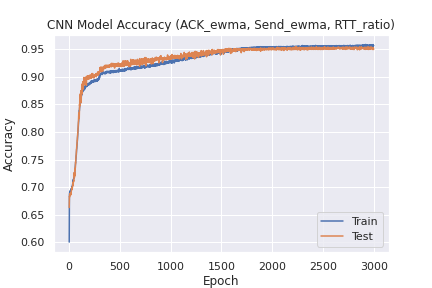 CNN Model Accuracy (ACK_ewma, Send_ewma, RTT_ratio)
0.95
0.90
0.85
0.80
0.75
0.70
0.65
0.60
Accuracy
Train
Test
0 500 1000 1500 2000 2500 3000
Epoch